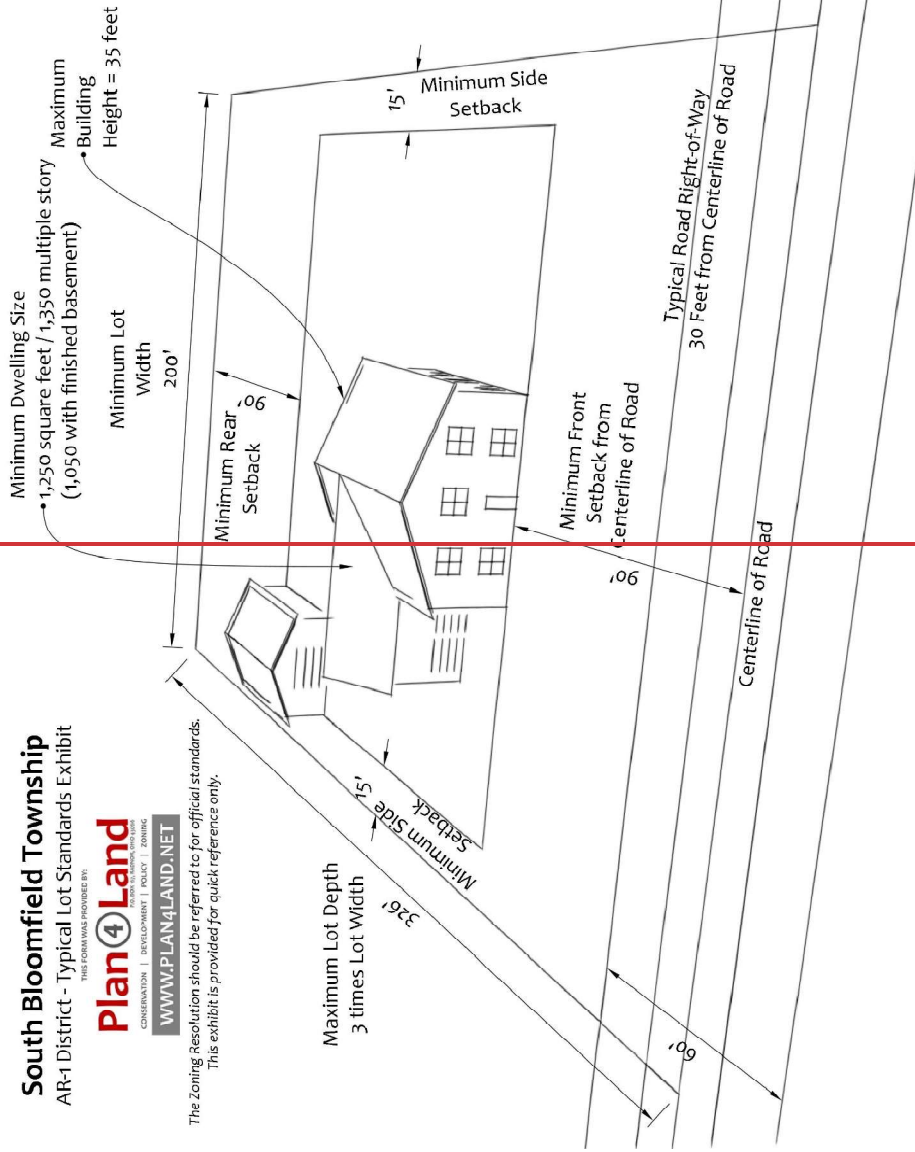 South Bloomfield Township
AR-1 District - Typical Lot Standards Exhibit
THIS FORM WAS PROVIDED BY:
Plan4Land
CONSERVATION | DEVELOPMENT | POLICY | ZONING
WWW.PLAN4LAND.NET
The Zoning Resolution should be referred to for official standards.
This exhibit is provided for quick reference only.
Minimum Dwelling Size
1,250 square feet / 1,350 multiple story
(1,050 with finished basement)
Maximum
Building
Height = 35 feet
Minimum Lot
Width
200'
Minimum Rear
Setback
90'
15'
Minimum Side
Setback
15'
Minimum Side
Setback
Maximum Lot Depth
3 times Lot Width
326'
Minimum Front
Setback from
Centerline of Road
90'
Typical Road Right-of-Way
30 Feet from Centerline of Road
Centerline of Road
60'